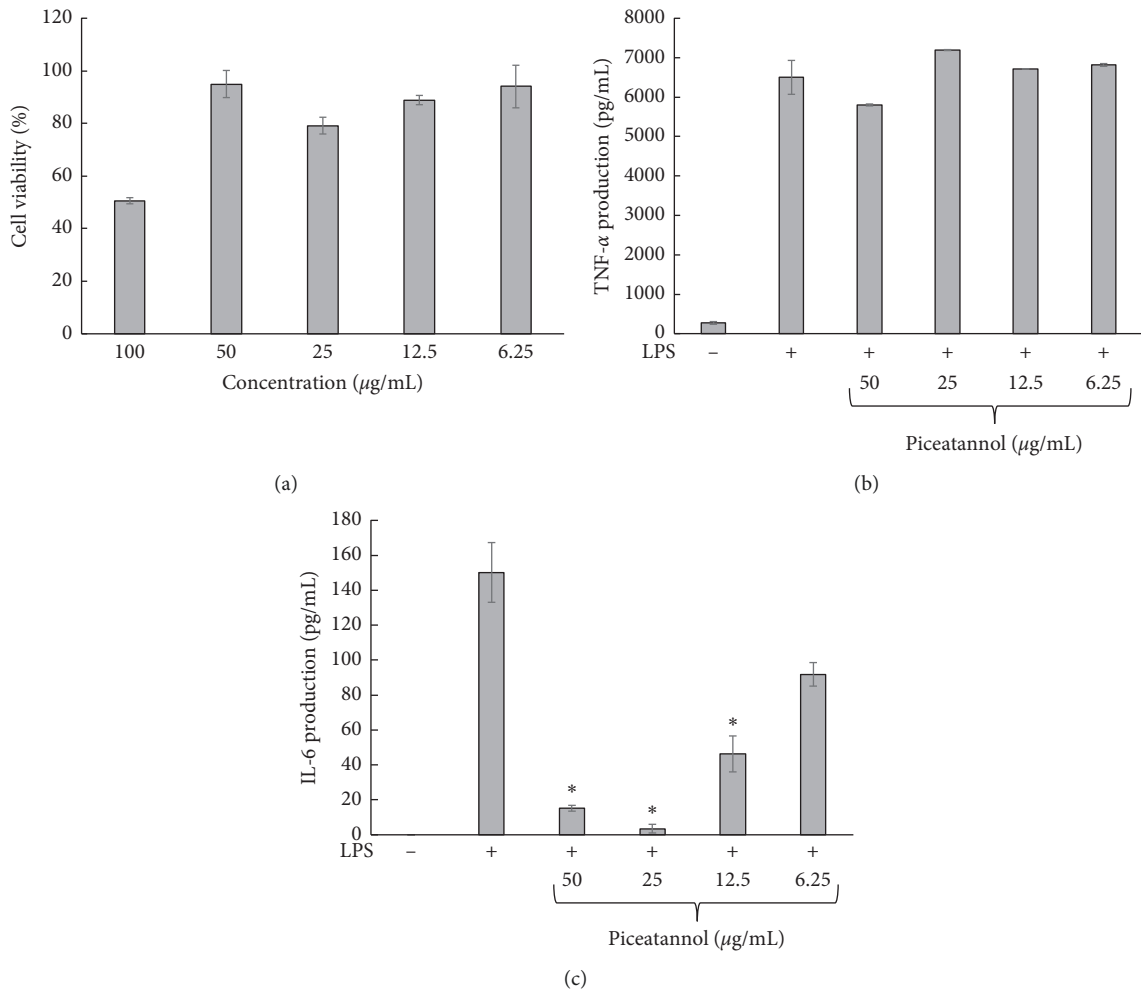 120
100
80
60
40
20
0
Cell viability (%)
100 50 25 12.5 6.25
Concentration (μg/mL)
(a)
8000
7000
6000
5000
4000
3000
2000
1000
0
TNF-α production (pg/mL)
LPS – + + + + +
50 25 12.5 6.25
Piceatannol (μg/mL)
(b)
180
160
140
120
100
80
60
40
20
0
IL-6 production (pg/mL)
* * *
LPS – + + + + +
50 25 12.5 6.25
Piceatannol (μg/mL)
(c)